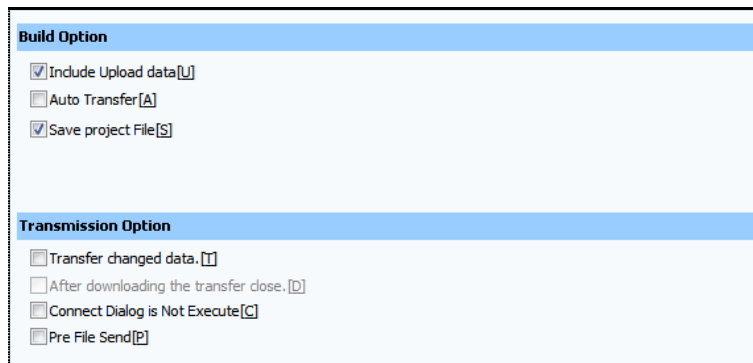 Build Option
Include Upload data[U]
Auto Transfer[A]
Save project File[S]
Transmission Option
Transfer changed data.[T]
After downloading the transfer close.[D]
Connect Dialog is Not Execute[C]
Pre File Send[P]